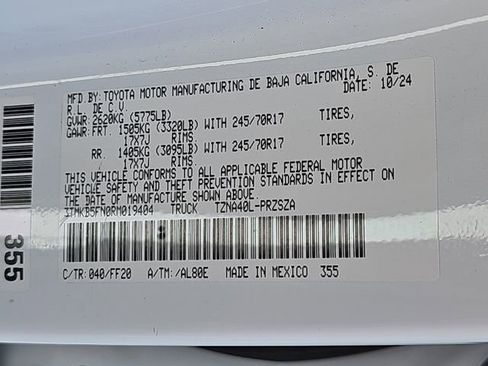 MFD.BY: TOYOTA MOTOR MANUFACTURING DE BAJA CALIFORNIA, S. DE
R.L. DE C.V. 10/24
GVWR 2620KG (5775LB)
GAWR: FRT. 1505KG (3320LB) WITH 245/70R17 TIRES,
17X7J RIMS
RR. 1405KG (3095LB) WITH 245/70R17 TIRES,
17X7J RIMS
THIS VEHICLE CONFORMS TO ALL APPLICABLE FEDERAL MOTOR
VEHICLE SAFETY AND THEFT PREVENTION STANDARDS IN EFFECT ON
THE DATE OF MANUFACTURE SHOWN ABOVE
3TMKB5FN0RM019404 TRUCK TZNA40L-PRZSZA
C/TR:040/FF20 A/TM:/AL80E MADE IN MEXICO 355
355